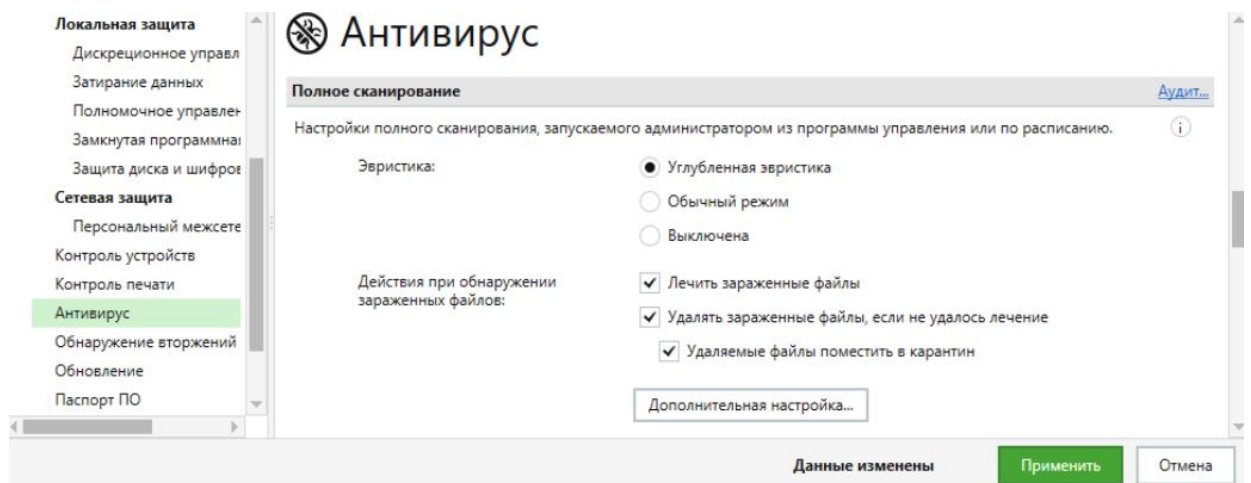 Локальная защита
Дискреционное управл
Затирание данных
Полномочное управлен
Замкнутая программная
Защита диска и шифров
Сетевая защита
Персональный межсете
Контроль устройств
Контроль печати
Антивирус
Обнаружение вторжений
Обновление
Паспорт ПО
Антивирус
Полное сканирование Аудит...
Настройки полного сканирования, запускаемого администратором из программы управления или по расписанию.
Эвристика:
Углубленная эвристика
Обычный режим
Выключена
Действия при обнаружении
зараженных файлов:
Лечить зараженные файлы
Удалять зараженные файлы, если не удалось лечение
Удаляемые файлы поместить в карантин
Дополнительная настройка...
Данные изменены
Применить
Отмена